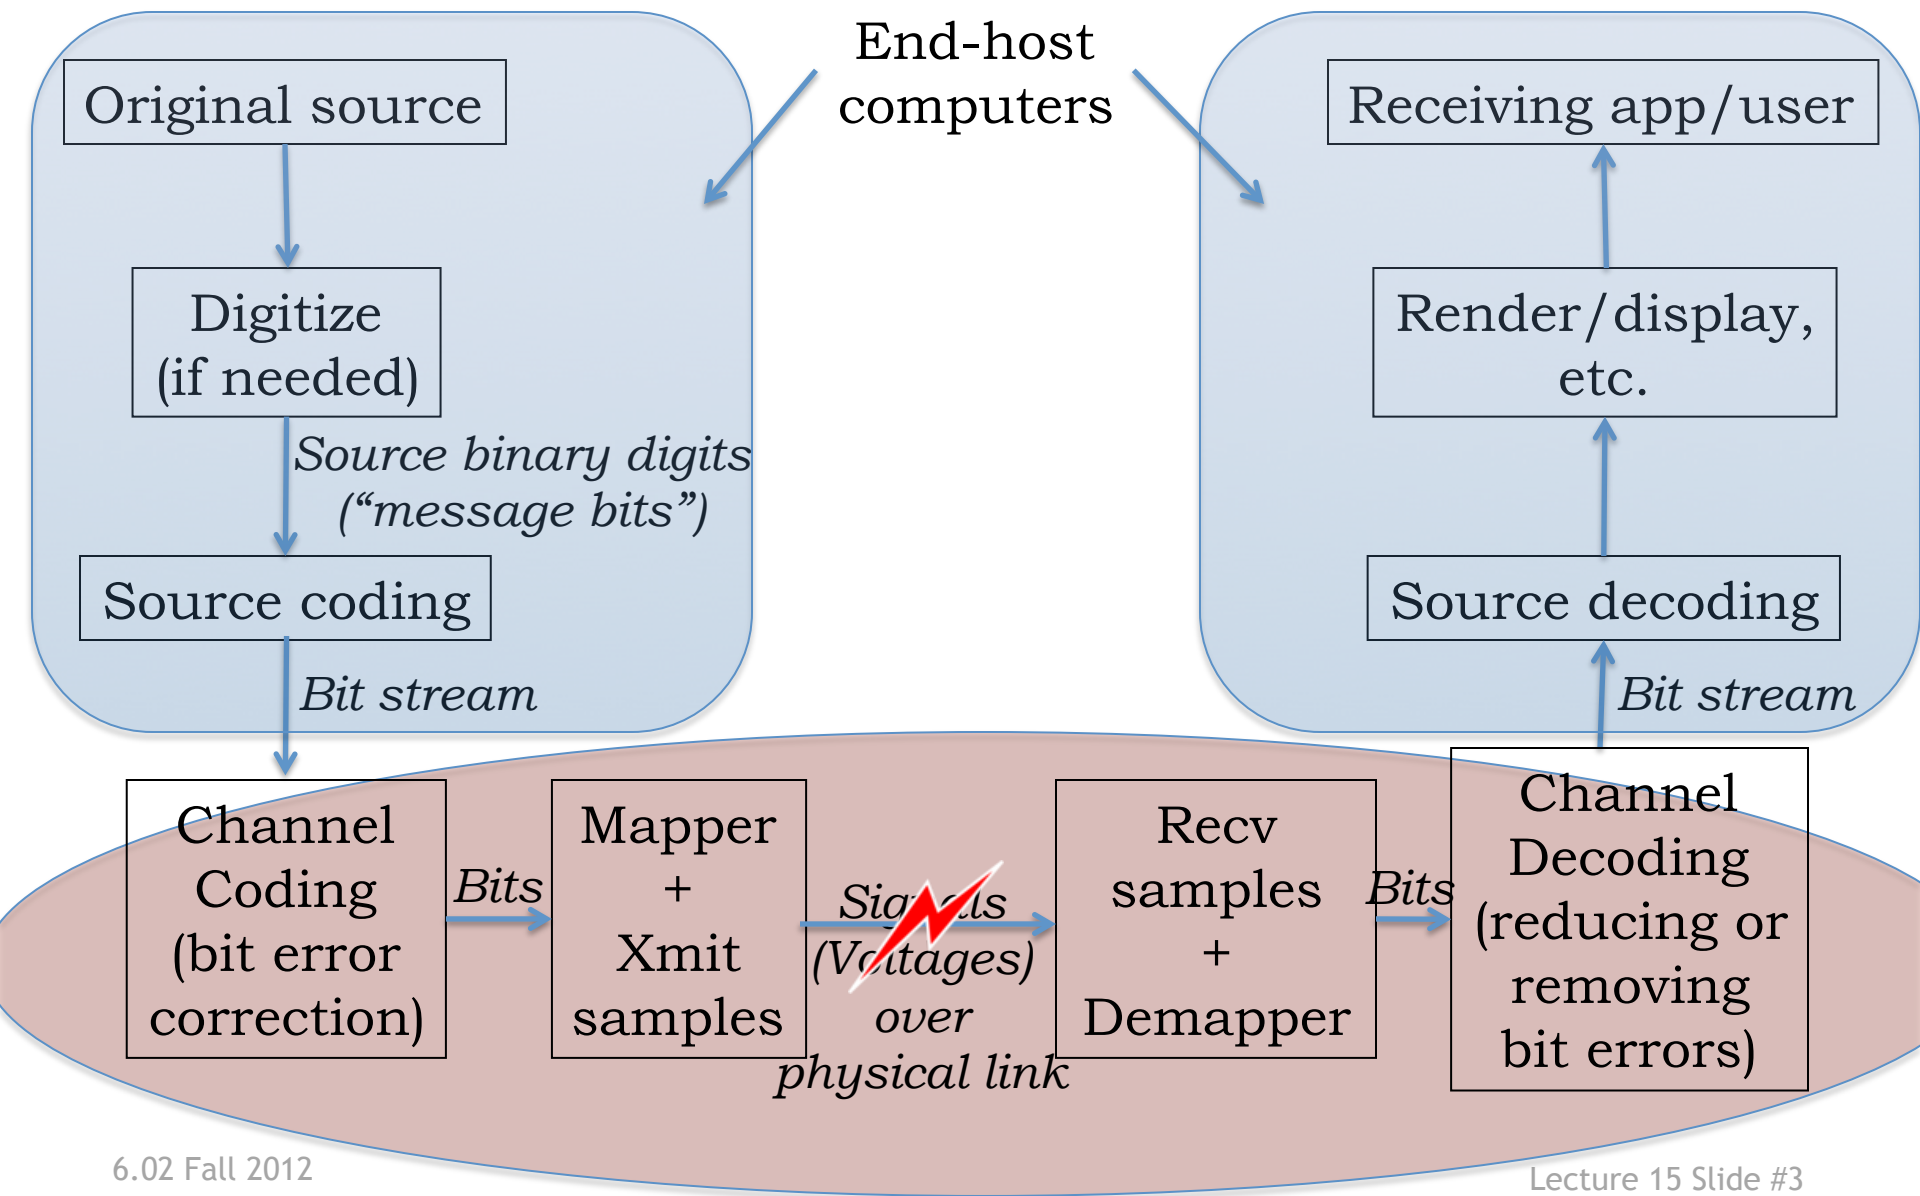 End-host
computers
Original source
Digitize
(if needed)
Source binary digits
(“message bits”)
Source coding
Bit stream
Channel
Coding
(bit error
correction)
Bits
Mapper
+
Xmit
samples
Signals
(Voltages)
over
physical link
Recv
samples
+
Demapper
Bits
Channel
Decoding
(reducing or
removing
bit errors)
Bit stream
Source decoding
Render/display,
etc.
Receiving app/user
6.02 Fall 2012
Lecture 15 Slide #3